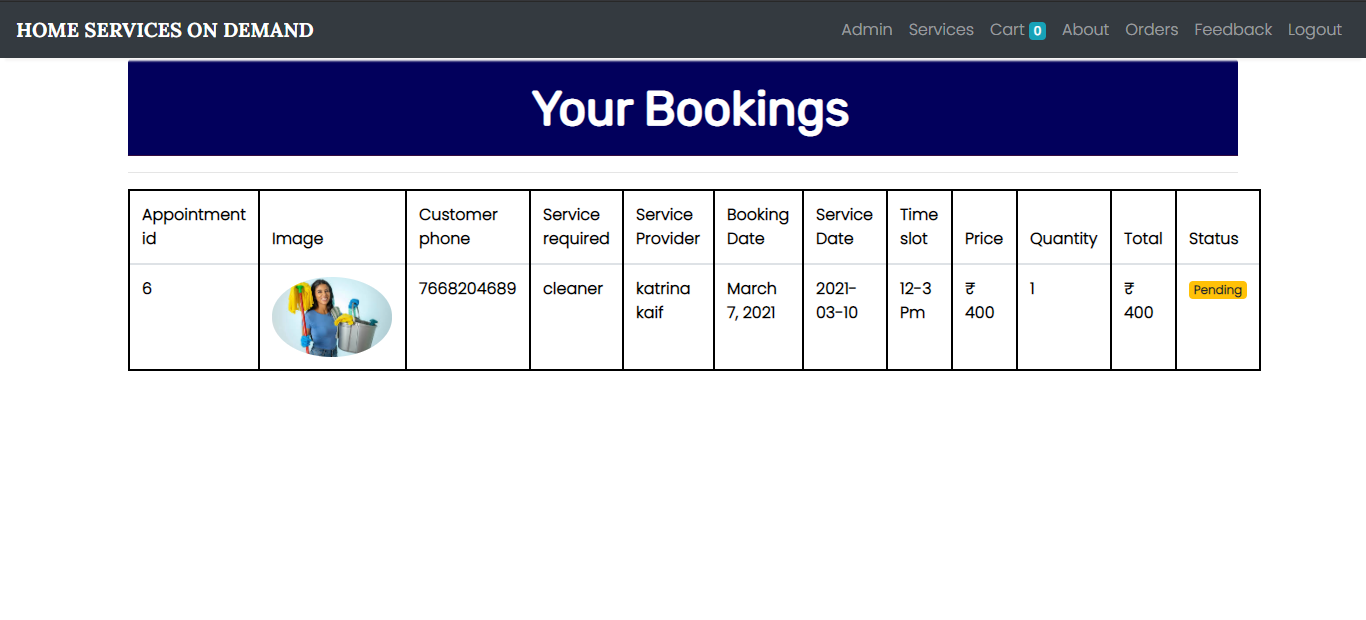 HOME SERVICES ON DEMAND Admin Services Cart 0 About Orders Feedback Logout
Your Bookings
Appointment id Image Customer phone Service required Service Provider Booking Date Service Date Time slot Price Quantity Total Status
6 7668204689 cleaner katrina kaif March 7, 2021 2021-03-10 12-3 Pm ₹ 400 1 ₹ 400 Pending